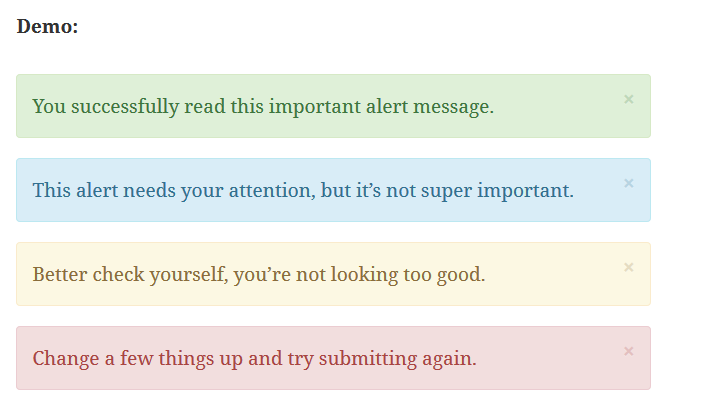 Demo:
You successfully read this important alert message. ×
This alert needs your attention, but it’s not super important. ×
Better check yourself, you’re not looking too good. ×
Change a few things up and try submitting again. ×